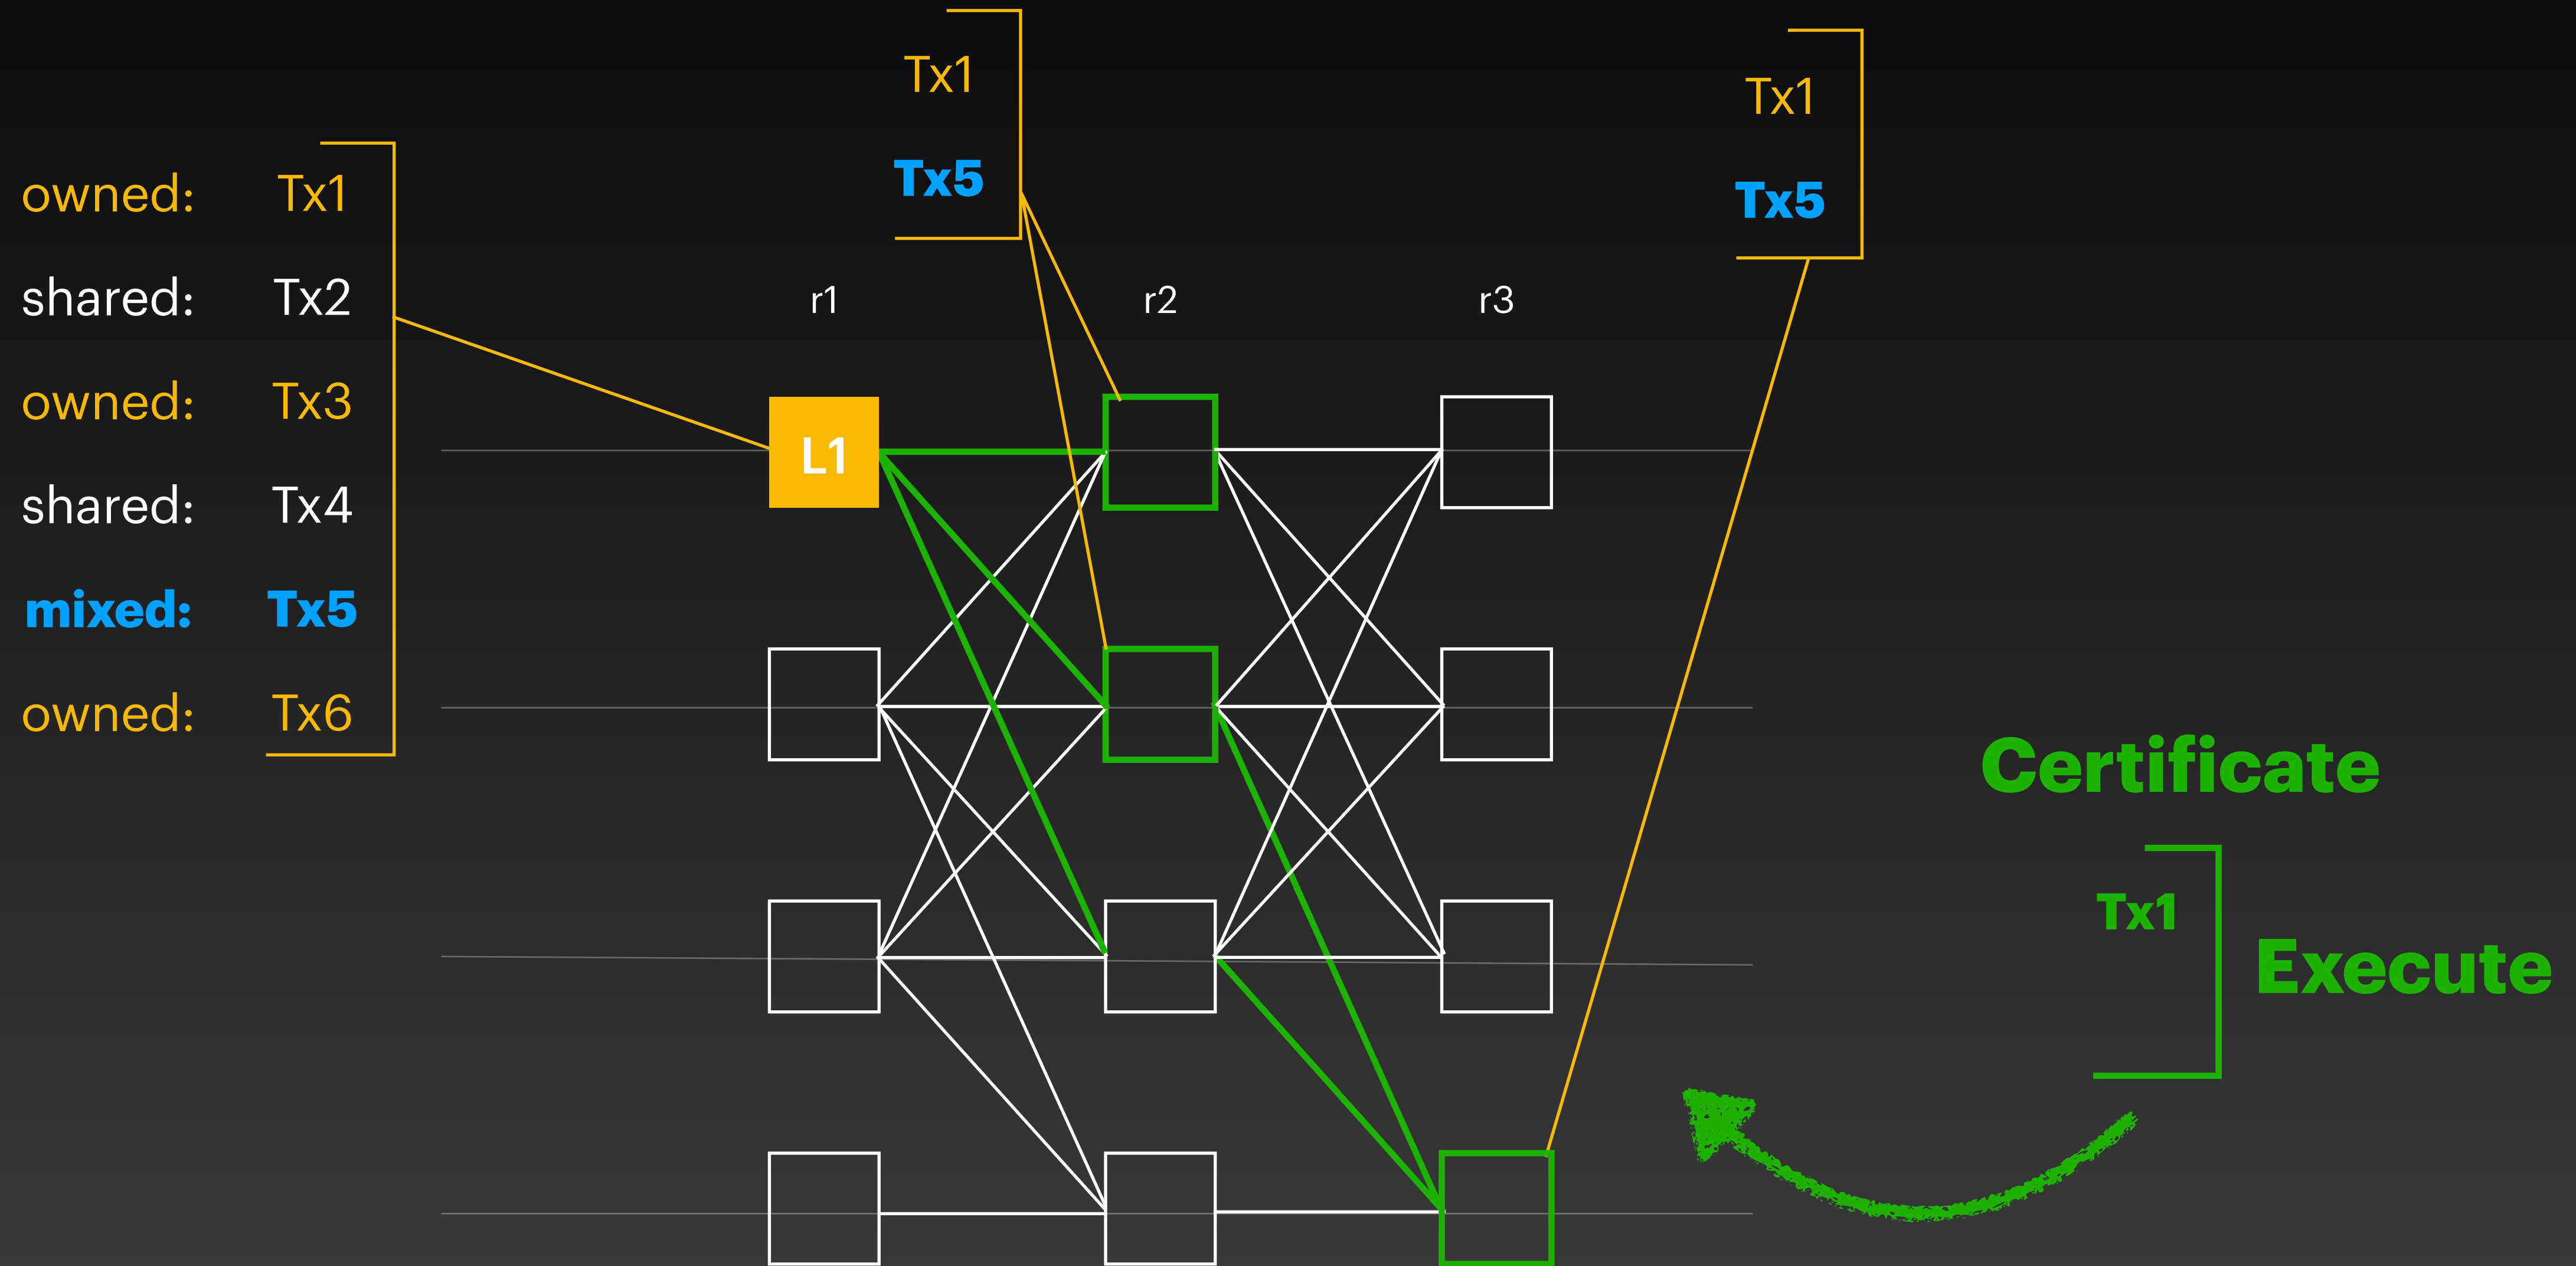 Tx1
Tx5
Tx1
Tx5
owned: Tx1
shared: Tx2
owned: Tx3
shared: Tx4
mixed: Tx5
owned: Tx6
r1 r2 r3
L1
Certificate
Tx1
Execute